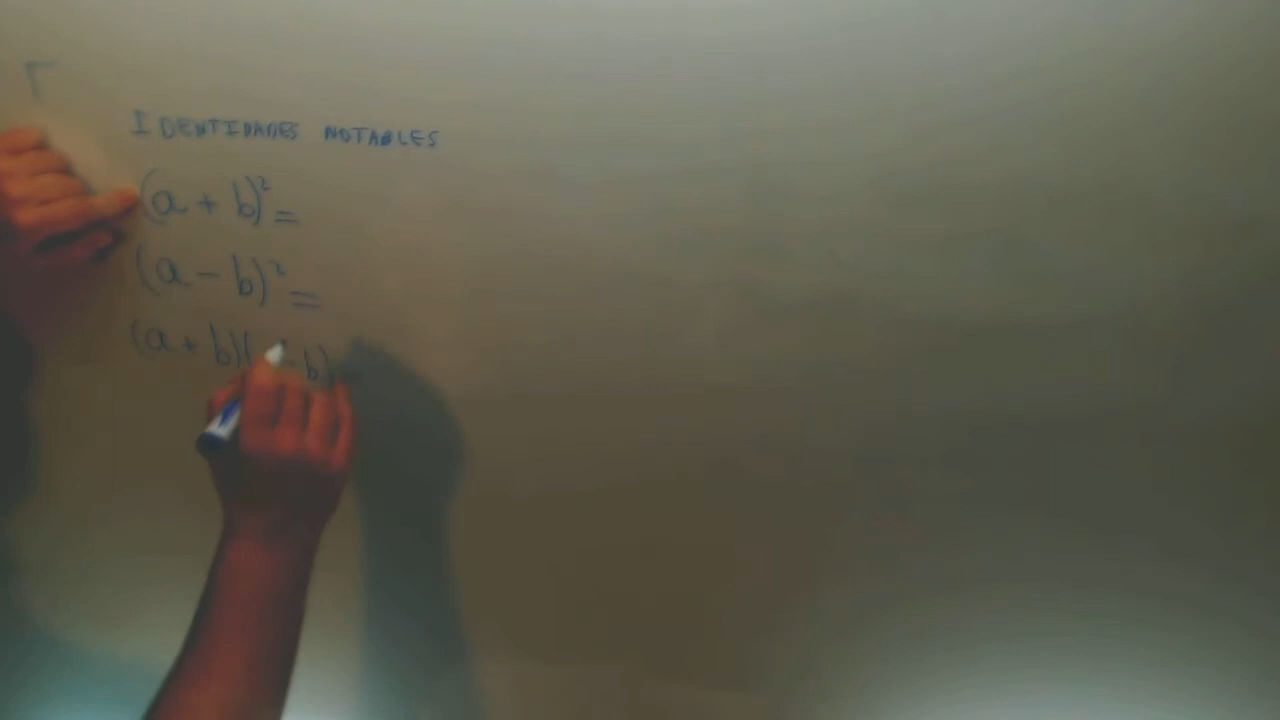 IDENTIDADES NOTABLES
(a + b)² =
(a - b)² =
(a + b)( - b)